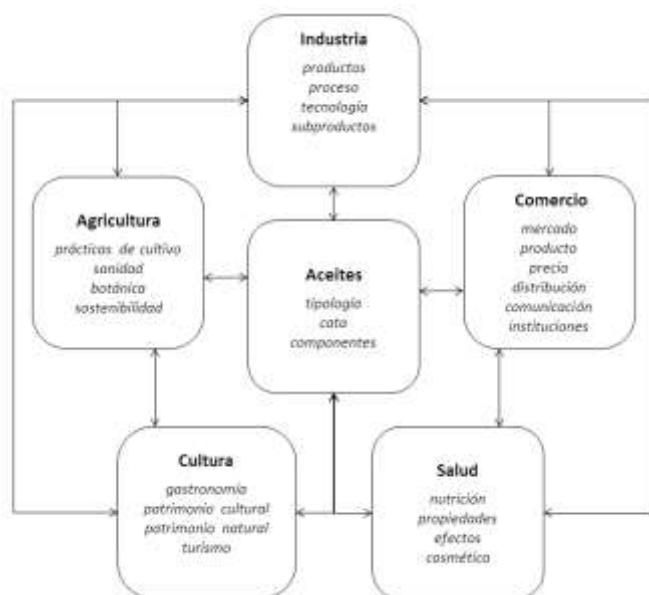 Industria
productos
proceso
tecnología
subproductos
Agricultura
prácticas de cultivo
sanidad
botánica
sostenibilidad
Aceites
tipología
cata
componentes
Comercio
mercado
producto
precio
distribución
comunicación
instituciones
Cultura
gastronomía
patrimonio cultural
patrimonio natural
turismo
Salud
nutrición
propiedades
efectos
cosmética